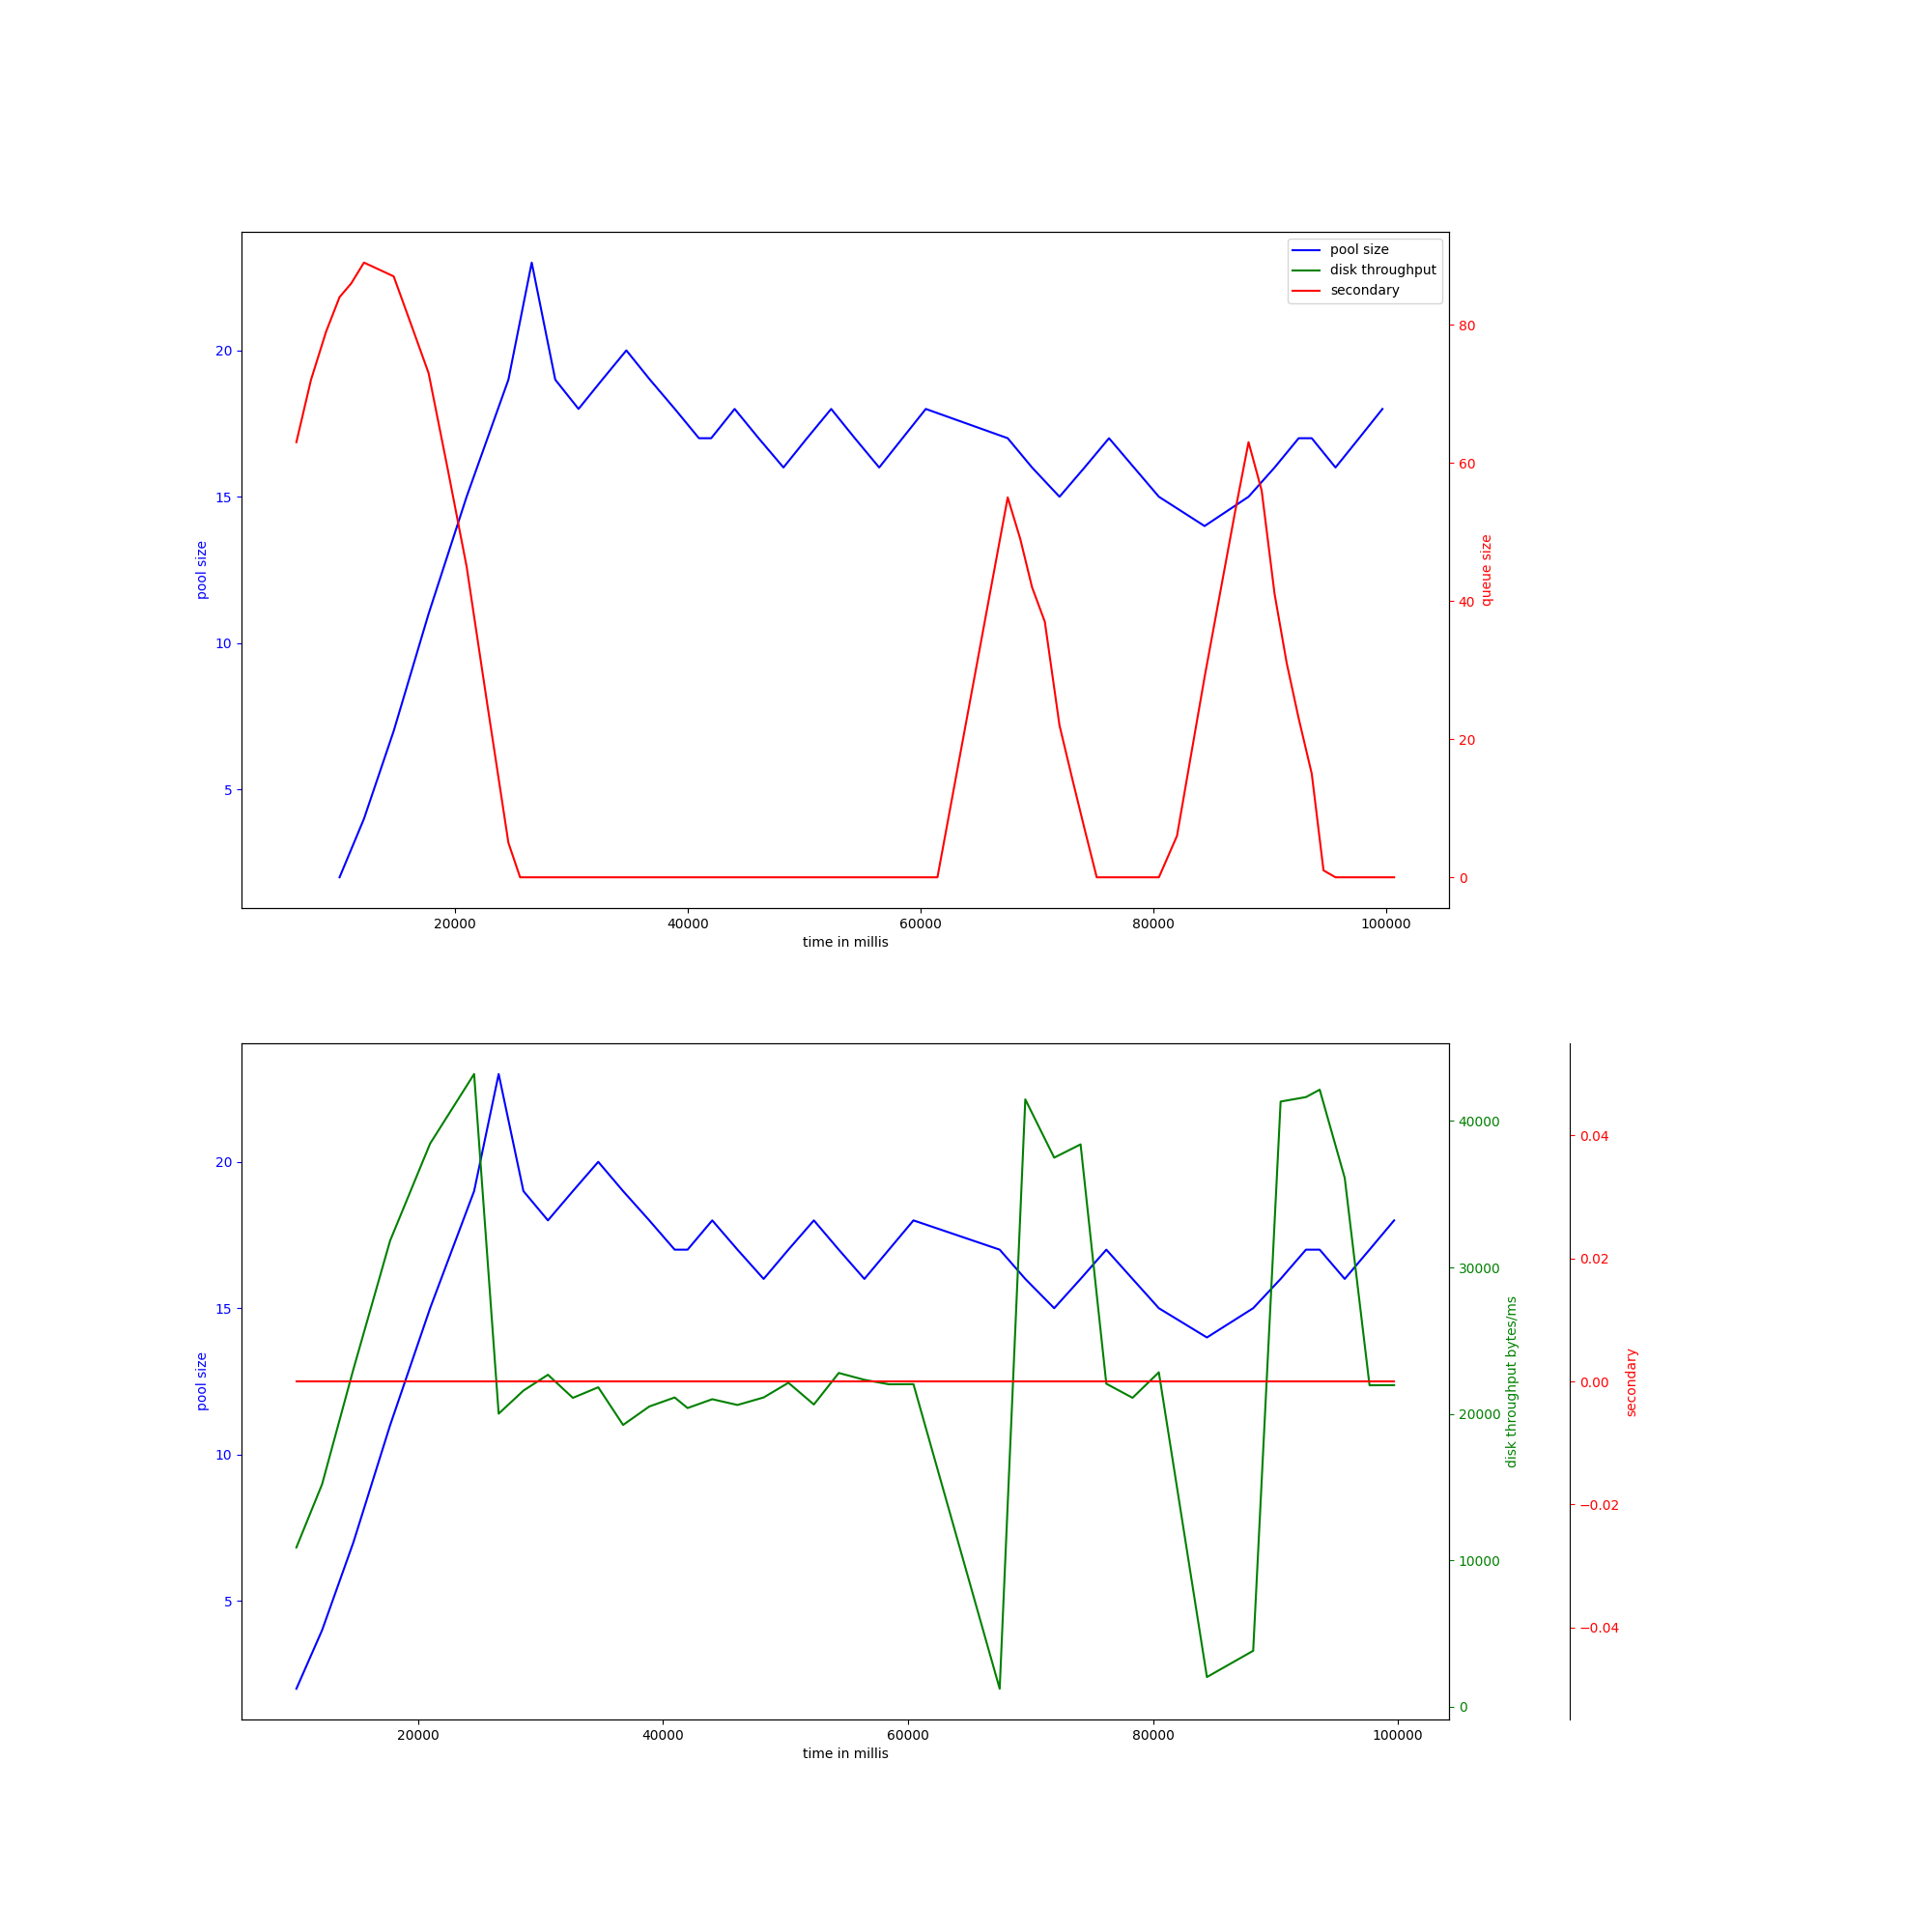 pool size
disk throughput
secondary
20
15
10
5
pool size
80
60
40
20
0
queue size
20000 40000 60000 80000 100000
time in millis
20
15
10
5
pool size
40000
30000
20000
10000
0
disk throughput bytes/ms
0.04
0.02
0.00
−0.02
−0.04
secondary
20000 40000 60000 80000 100000
time in millis